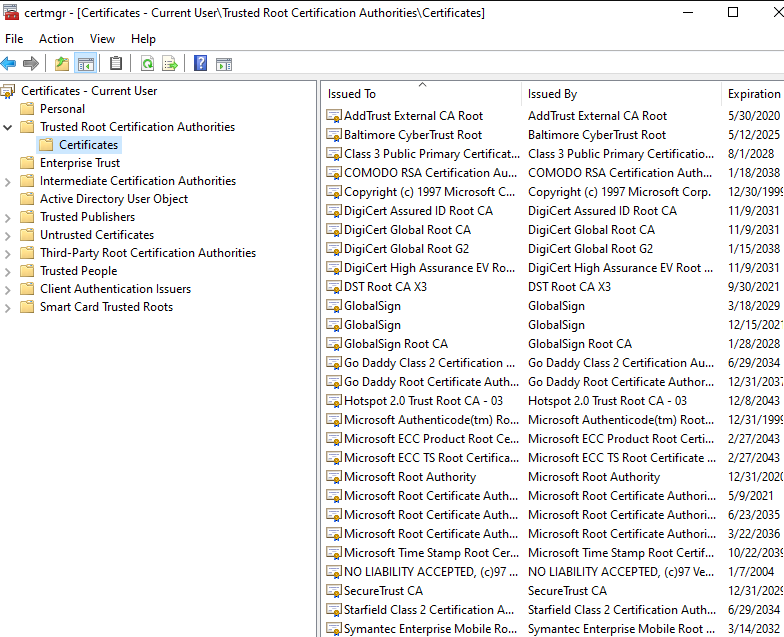 certmgr - [Certificates - Current User\Trusted Root Certification Authorities\Certificates]
File Action View Help
Certificates - Current User
Personal
Trusted Root Certification Authorities
Certificates
Enterprise Trust
Intermediate Certification Authorities
Active Directory User Object
Trusted Publishers
Untrusted Certificates
Third-Party Root Certification Authorities
Trusted People
Client Authentication Issuers
Smart Card Trusted Roots
Issued To Issued By Expiration
AddTrust External CA Root AddTrust External CA Root 5/30/2020
Baltimore CyberTrust Root Baltimore CyberTrust Root 5/12/2025
Class 3 Public Primary Certificat... Class 3 Public Primary Certificatio... 8/1/2028
COMODO RSA Certification Au... COMODO RSA Certification Auth... 1/18/2038
Copyright (c) 1997 Microsoft C... Copyright (c) 1997 Microsoft Corp. 12/30/1999
DigiCert Assured ID Root CA DigiCert Assured ID Root CA 11/9/2031
DigiCert Global Root CA DigiCert Global Root CA 11/9/2031
DigiCert Global Root G2 DigiCert Global Root G2 1/15/2038
DigiCert High Assurance EV Ro... DigiCert High Assurance EV Root ... 11/9/2031
DST Root CA X3 DST Root CA X3 9/30/2021
GlobalSign GlobalSign 3/18/2029
GlobalSign GlobalSign 12/15/2021
GlobalSign Root CA GlobalSign Root CA 1/28/2028
Go Daddy Class 2 Certification ... Go Daddy Class 2 Certification Au... 6/29/2034
Go Daddy Root Certificate Auth... Go Daddy Root Certificate Author... 12/31/2037
Hotspot 2.0 Trust Root CA - 03 Hotspot 2.0 Trust Root CA - 03 12/8/2043
Microsoft Authenticode(tm) Ro... Microsoft Authenticode(tm) Root... 12/31/1999
Microsoft ECC Product Root Ce... Microsoft ECC Product Root Certi... 2/27/2043
Microsoft ECC TS Root Certifica... Microsoft ECC TS Root Certificate ... 2/27/2043
Microsoft Root Authority Microsoft Root Authority 12/31/2020
Microsoft Root Certificate Auth... Microsoft Root Certificate Authori... 5/9/2021
Microsoft Root Certificate Auth... Microsoft Root Certificate Authori... 6/23/2035
Microsoft Root Certificate Auth... Microsoft Root Certificate Authori... 3/22/2036
Microsoft Time Stamp Root Cer... Microsoft Time Stamp Root Certif... 10/22/2039
NO LIABILITY ACCEPTED, (c)97 ... NO LIABILITY ACCEPTED, (c)97 Ve... 1/7/2004
SecureTrust CA SecureTrust CA 12/31/2029
Starfield Class 2 Certification A... Starfield Class 2 Certification Auth... 6/29/2034
Symantec Enterprise Mobile Ro... Symantec Enterprise Mobile Root ... 3/14/2032